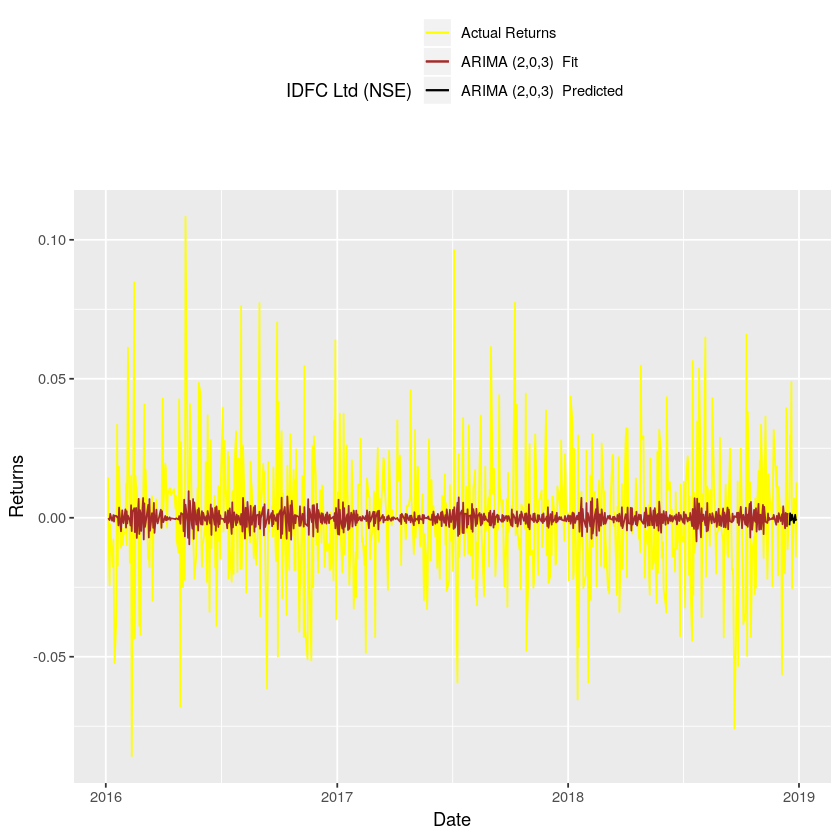 Actual Returns
ARIMA (2,0,3)  Fit
IDFC Ltd (NSE)
ARIMA (2,0,3)  Predicted
0.10
0.05
0.00
-0.05
Returns
2016
2017
2018
2019
Date